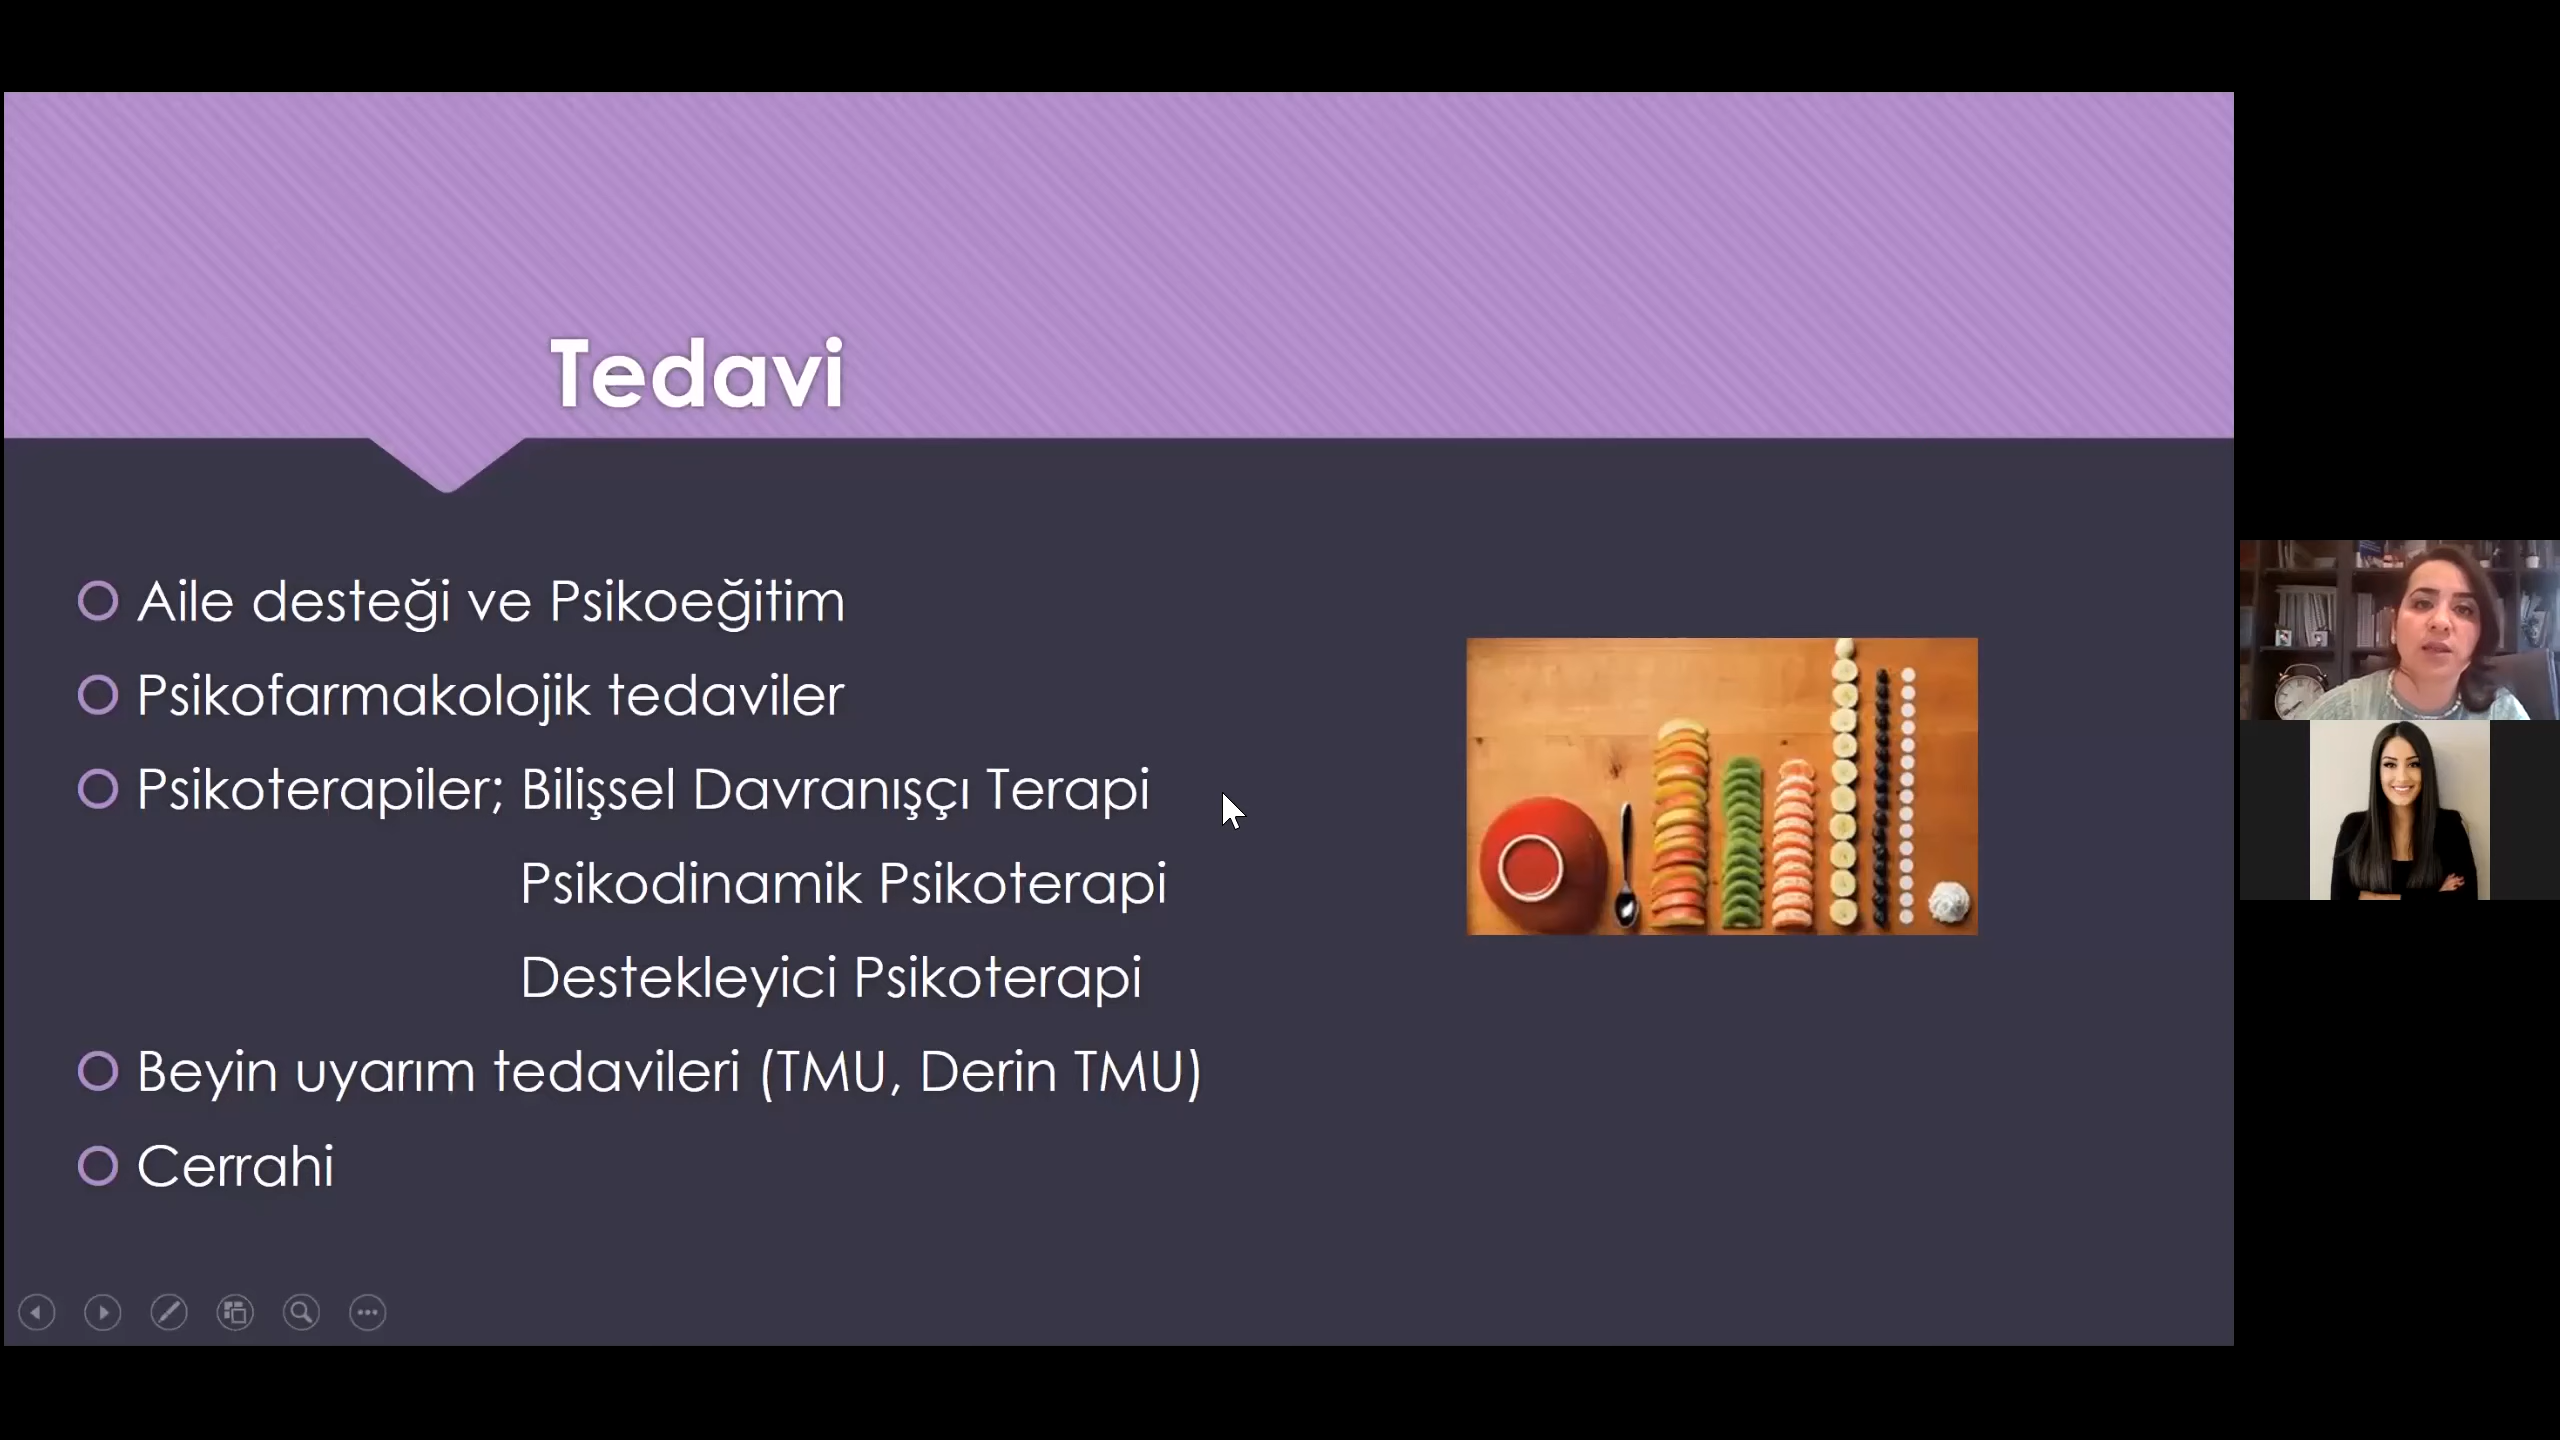 Tedavi
Aile desteği ve Psikoeğitim
Psikofarmakolojik tedaviler
Psikoterapiler; Bilişsel Davranışçı Terapi
Psikodinamik Psikoterapi
Destekleyici Psikoterapi
Beyin uyarım tedavileri (TMU, Derin TMU)
Cerrahi